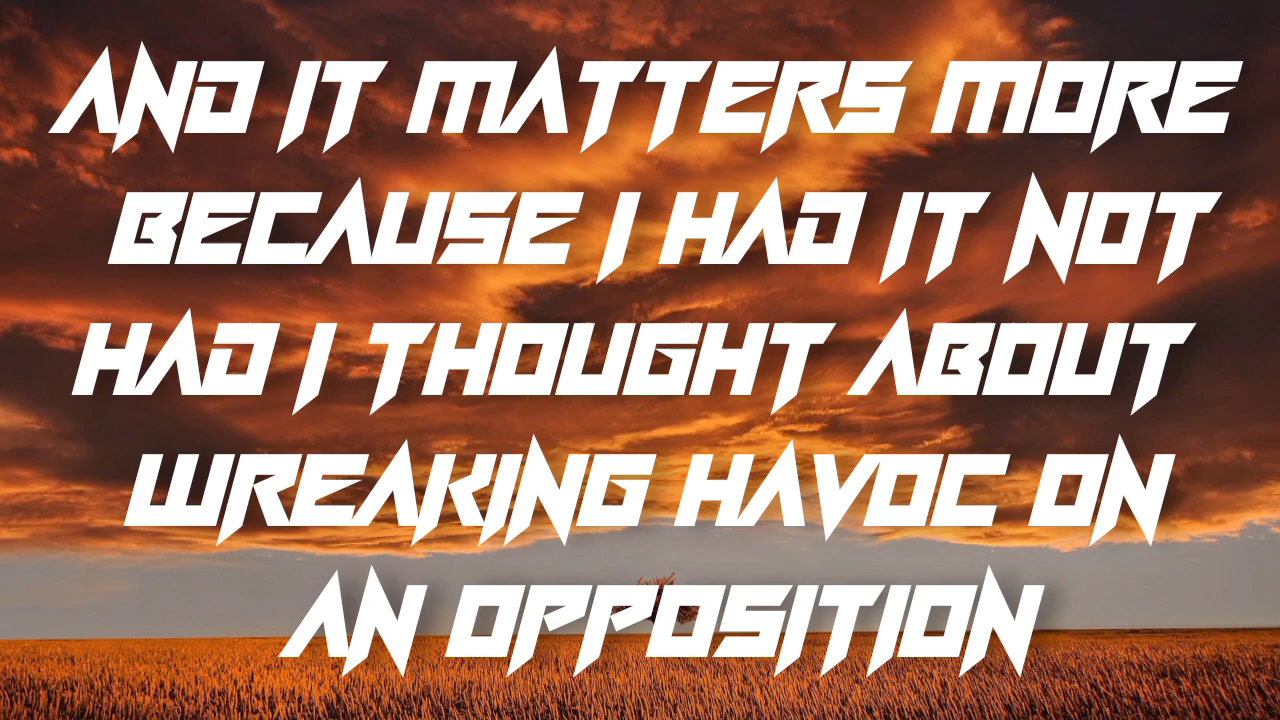 AND IT MATTERS MORE
BECAUSE I HAD IT NOT
HAD I THOUGHT ABOUT
WREAKING HAVOC ON
AN OPPOSITION